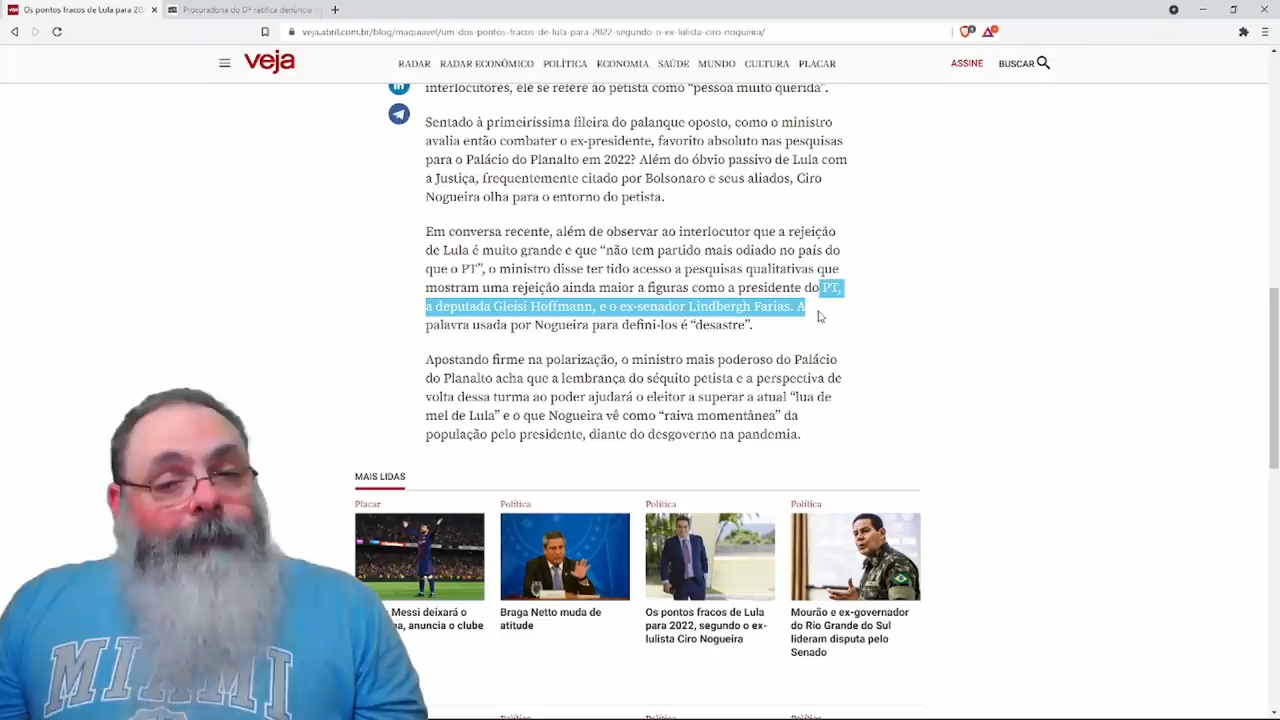 Os pontos fracos de Lula para 20
Procuradoria do DF ratifica denúncia
veja.abril.com.br/blog/maquiavel/um-dos-pontos-fracos-de-lula-para-2022-segundo-o-ex-lulista-ciro-nogueira/
veja
RADAR RADAR ECONÔMICO POLÍTICA ECONOMIA SAÚDE MUNDO CULTURA PLACAR
ASSINE BUSCAR
interlocutores, ele se refere ao petista como “pessoa muito querida”.
Sentado à primeiríssima fileira do palanque oposto, como o ministro
avalia então combater o ex-presidente, favorito absoluto nas pesquisas
para o Palácio do Planalto em 2022? Além do óbvio passivo de Lula com
a Justiça, frequentemente citado por Bolsonaro e seus aliados, Ciro
Nogueira olha para o entorno do petista.
Em conversa recente, além de observar ao interlocutor que a rejeição
de Lula é muito grande e que “não tem partido mais odiado no país do
que o PT”, o ministro disse ter tido acesso a pesquisas qualitativas que
mostram uma rejeição ainda maior a figuras como a presidente do PT,
a deputada Gleisi Hoffmann, e o ex-senador Lindbergh Farias. A
palavra usada por Nogueira para defini-los é “desastre”.
Apostando firme na polarização, o ministro mais poderoso do Palácio
do Planalto acha que a lembrança do séquito petista e a perspectiva de
volta dessa turma ao poder ajudará o eleitor a superar a atual “lua de
mel de Lula” e o que Nogueira vê como “raiva momentânea” da
população pelo presidente, diante do desgoverno na pandemia.
MAIS LIDAS
Placar
Messi deixará o
anuncia o clube
Política
Braga Netto muda de
atitude
Política
Os pontos fracos de Lula
para 2022, segundo o ex-
lulista Ciro Nogueira
Política
Mourão e ex-governador
do Rio Grande do Sul
lideram disputa pelo
Senado
Política Política Política
MIAMI